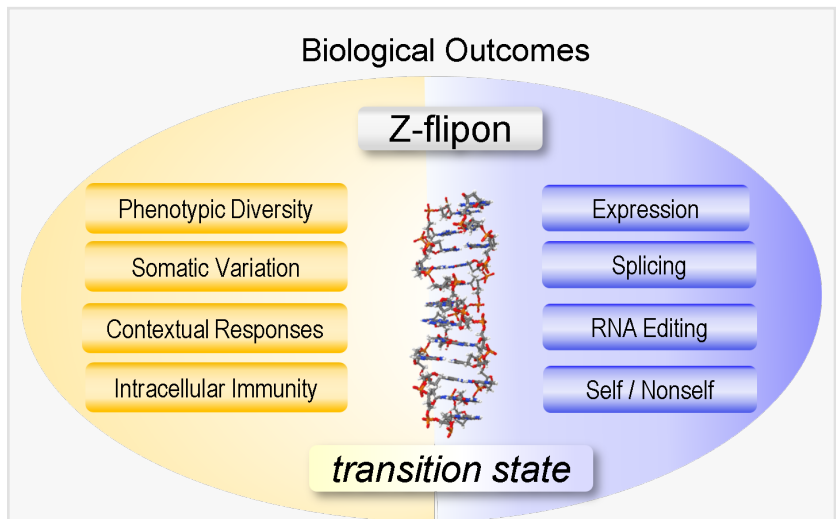 Biological Outcomes
Z-flipon
Phenotypic Diversity
Somatic Variation
Contextual Responses
Intracellular Immunity
Expression
Splicing
RNA Editing
Self / Nonself
transition state